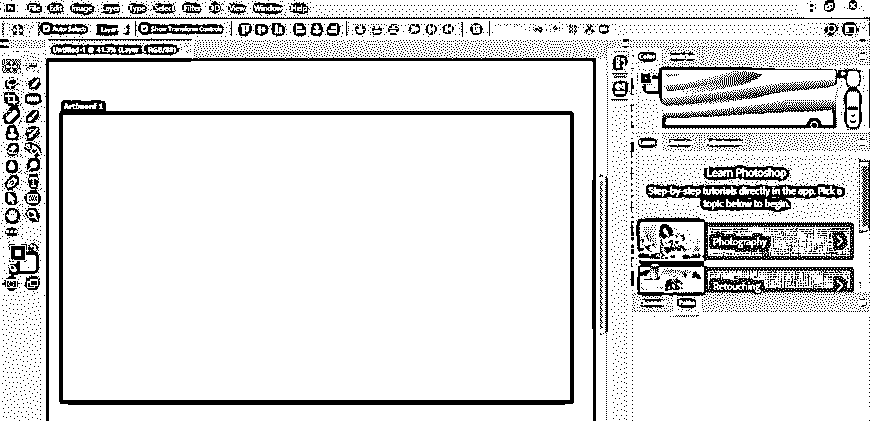 File Edit Image Layer Type Select Filter 3D View Window Help
Auto-Select: Layer Show Transform Controls
Untitled-1 @ 41.3% (Layer 1, RGB/8#)
Artboard 1
Learn Photoshop
Step-by-step tutorials directly in the app. Pick a
topic below to begin.
Photography
Retouching